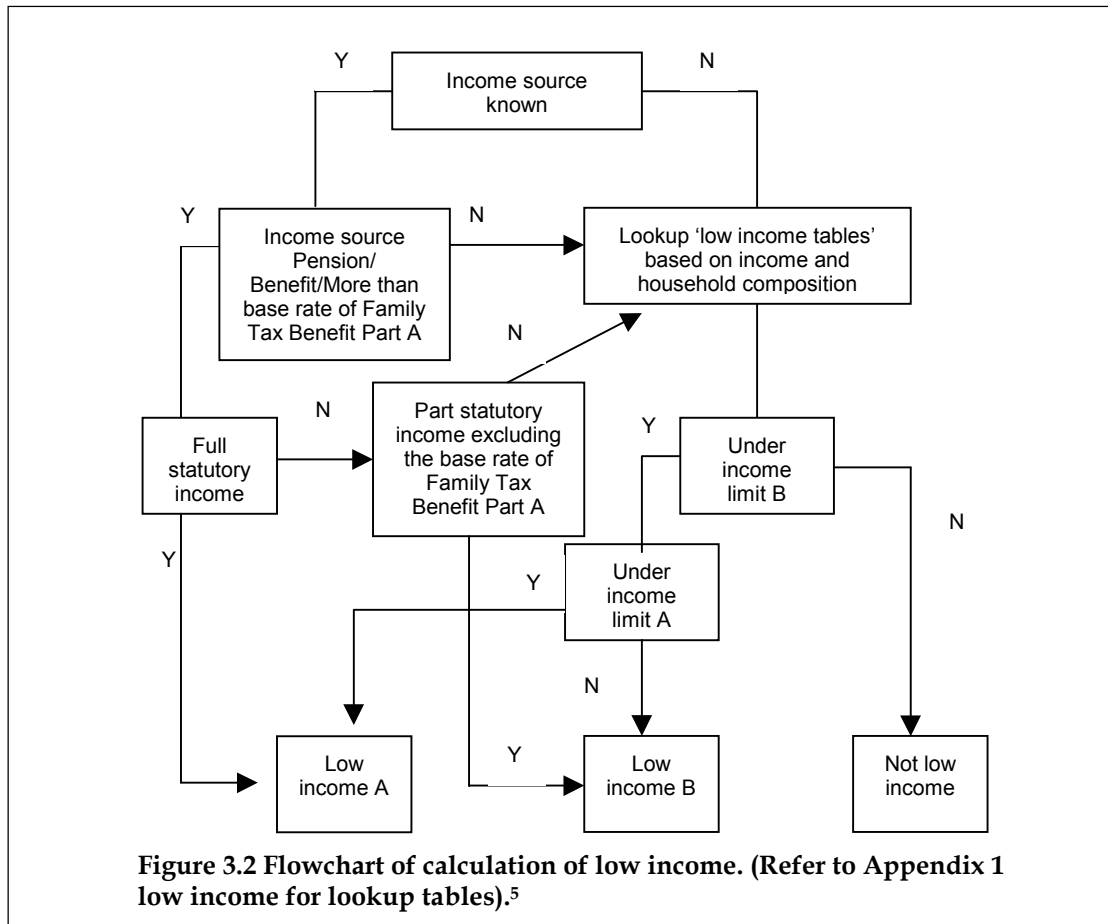 Y
N
Income source
known
Y
N
Income source
Pension/
Benefit/More than
base rate of Family
Tax Benefit Part A
Lookup ‘low income tables’
based on income and
household composition
N
N
Full
statutory
income
Part statutory
income excluding
the base rate of
Family Tax
Benefit Part A
Y
Under
income
limit B
N
Y
Y
Under
income
limit A
N
Y
Low
income A
Low
income B
Not low
income
Figure 3.2 Flowchart of calculation of low income. (Refer to Appendix 1
low income for lookup tables).⁵